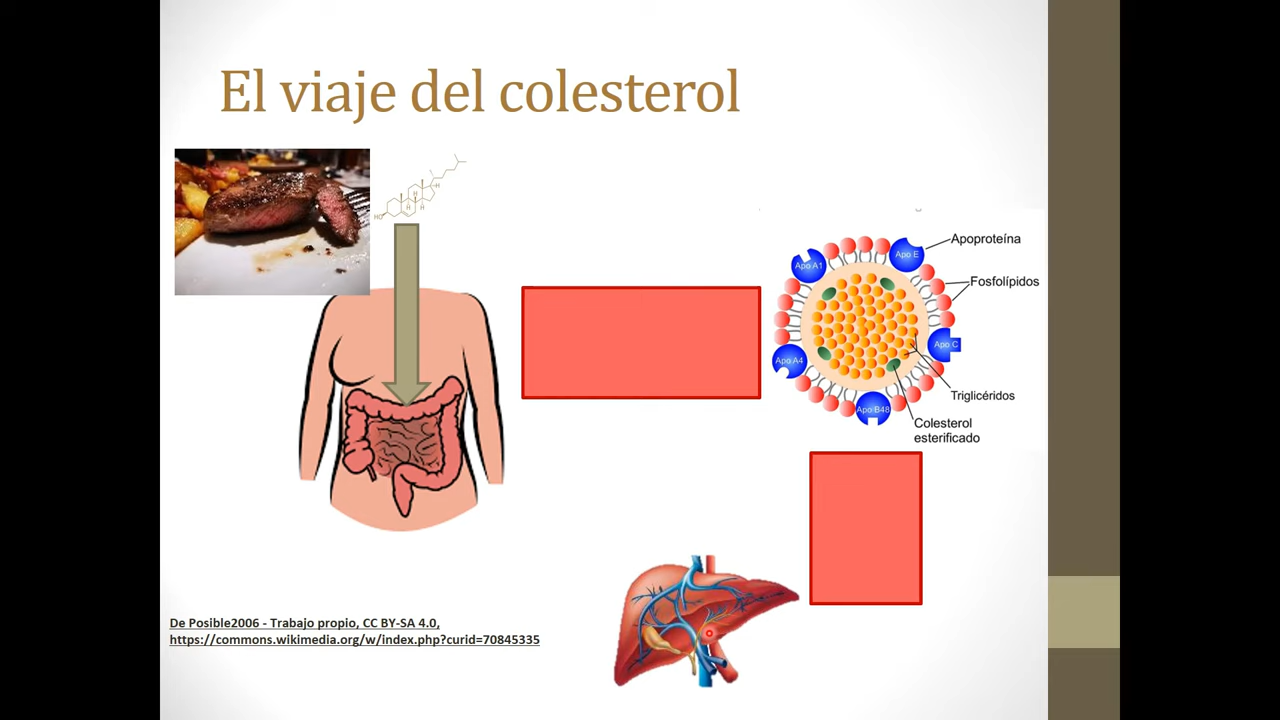 El viaje del colesterol
HO
H
H
H
H
Apo A1
Apo E
Apoproteína
Fosfolípidos
Apo C
Apo A4
Triglicéridos
Apo B48
Colesterol
esterificado
De Posible2006 - Trabajo propio, CC BY-SA 4.0,
https://commons.wikimedia.org/w/index.php?curid=70845335